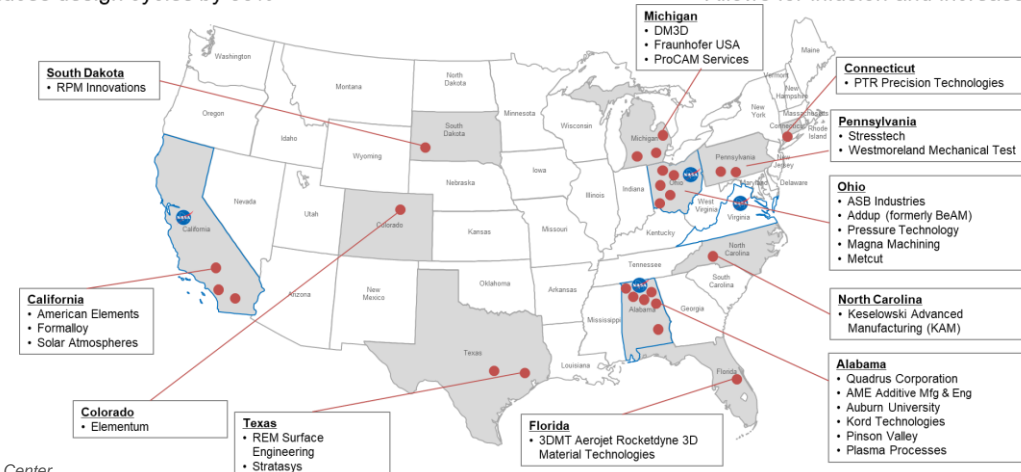 Michigan
• DM3D
• Fraunhofer USA
• ProCAM Services
South Dakota
• RPM Innovations
Connecticut
• PTR Precision Technologies
Pennsylvania
• Stresstech
• Westmoreland Mechanical Test
Ohio
• ASB Industries
• Addup (formerly BeAM)
• Pressure Technology
• Magna Machining
• Metcut
North Carolina
• Keselowski Advanced
Manufacturing (KAM)
Alabama
• Quadrus Corporation
• AME Additive Mfg & Eng
• Auburn University
• Kord Technologies
• Pinson Valley
• Plasma Processes
California
• American Elements
• Formalloy
• Solar Atmospheres
Colorado
• Elementum
Texas
• REM Surface
Engineering
• Stratasys
Florida
• 3DMT Aerojet Rocketdyne 3D
Material Technologies
Washington
Oregon
Idaho
Montana
North
Dakota
South
Dakota
Minnesota
Wisconsin
Michigan
Maine
Vermont
New
Hampshire
Massachusetts
New
York
Rhode
Island
Wyoming
Nebraska
Iowa
Illinois
Indiana
Ohio
Pennsylvania
New
Jersey
Maryland
Delaware
West
Virginia
Virginia
Nevada
Utah
Colorado
Kansas
Missouri
Kentucky
California
Arizona
New
Mexico
Oklahoma
Arkansas
Tennessee
North
Carolina
South
Carolina
Mississippi
Alabama
Georgia
Texas
Louisiana
Florida
NASA
NASA
NASA
NASA
Center